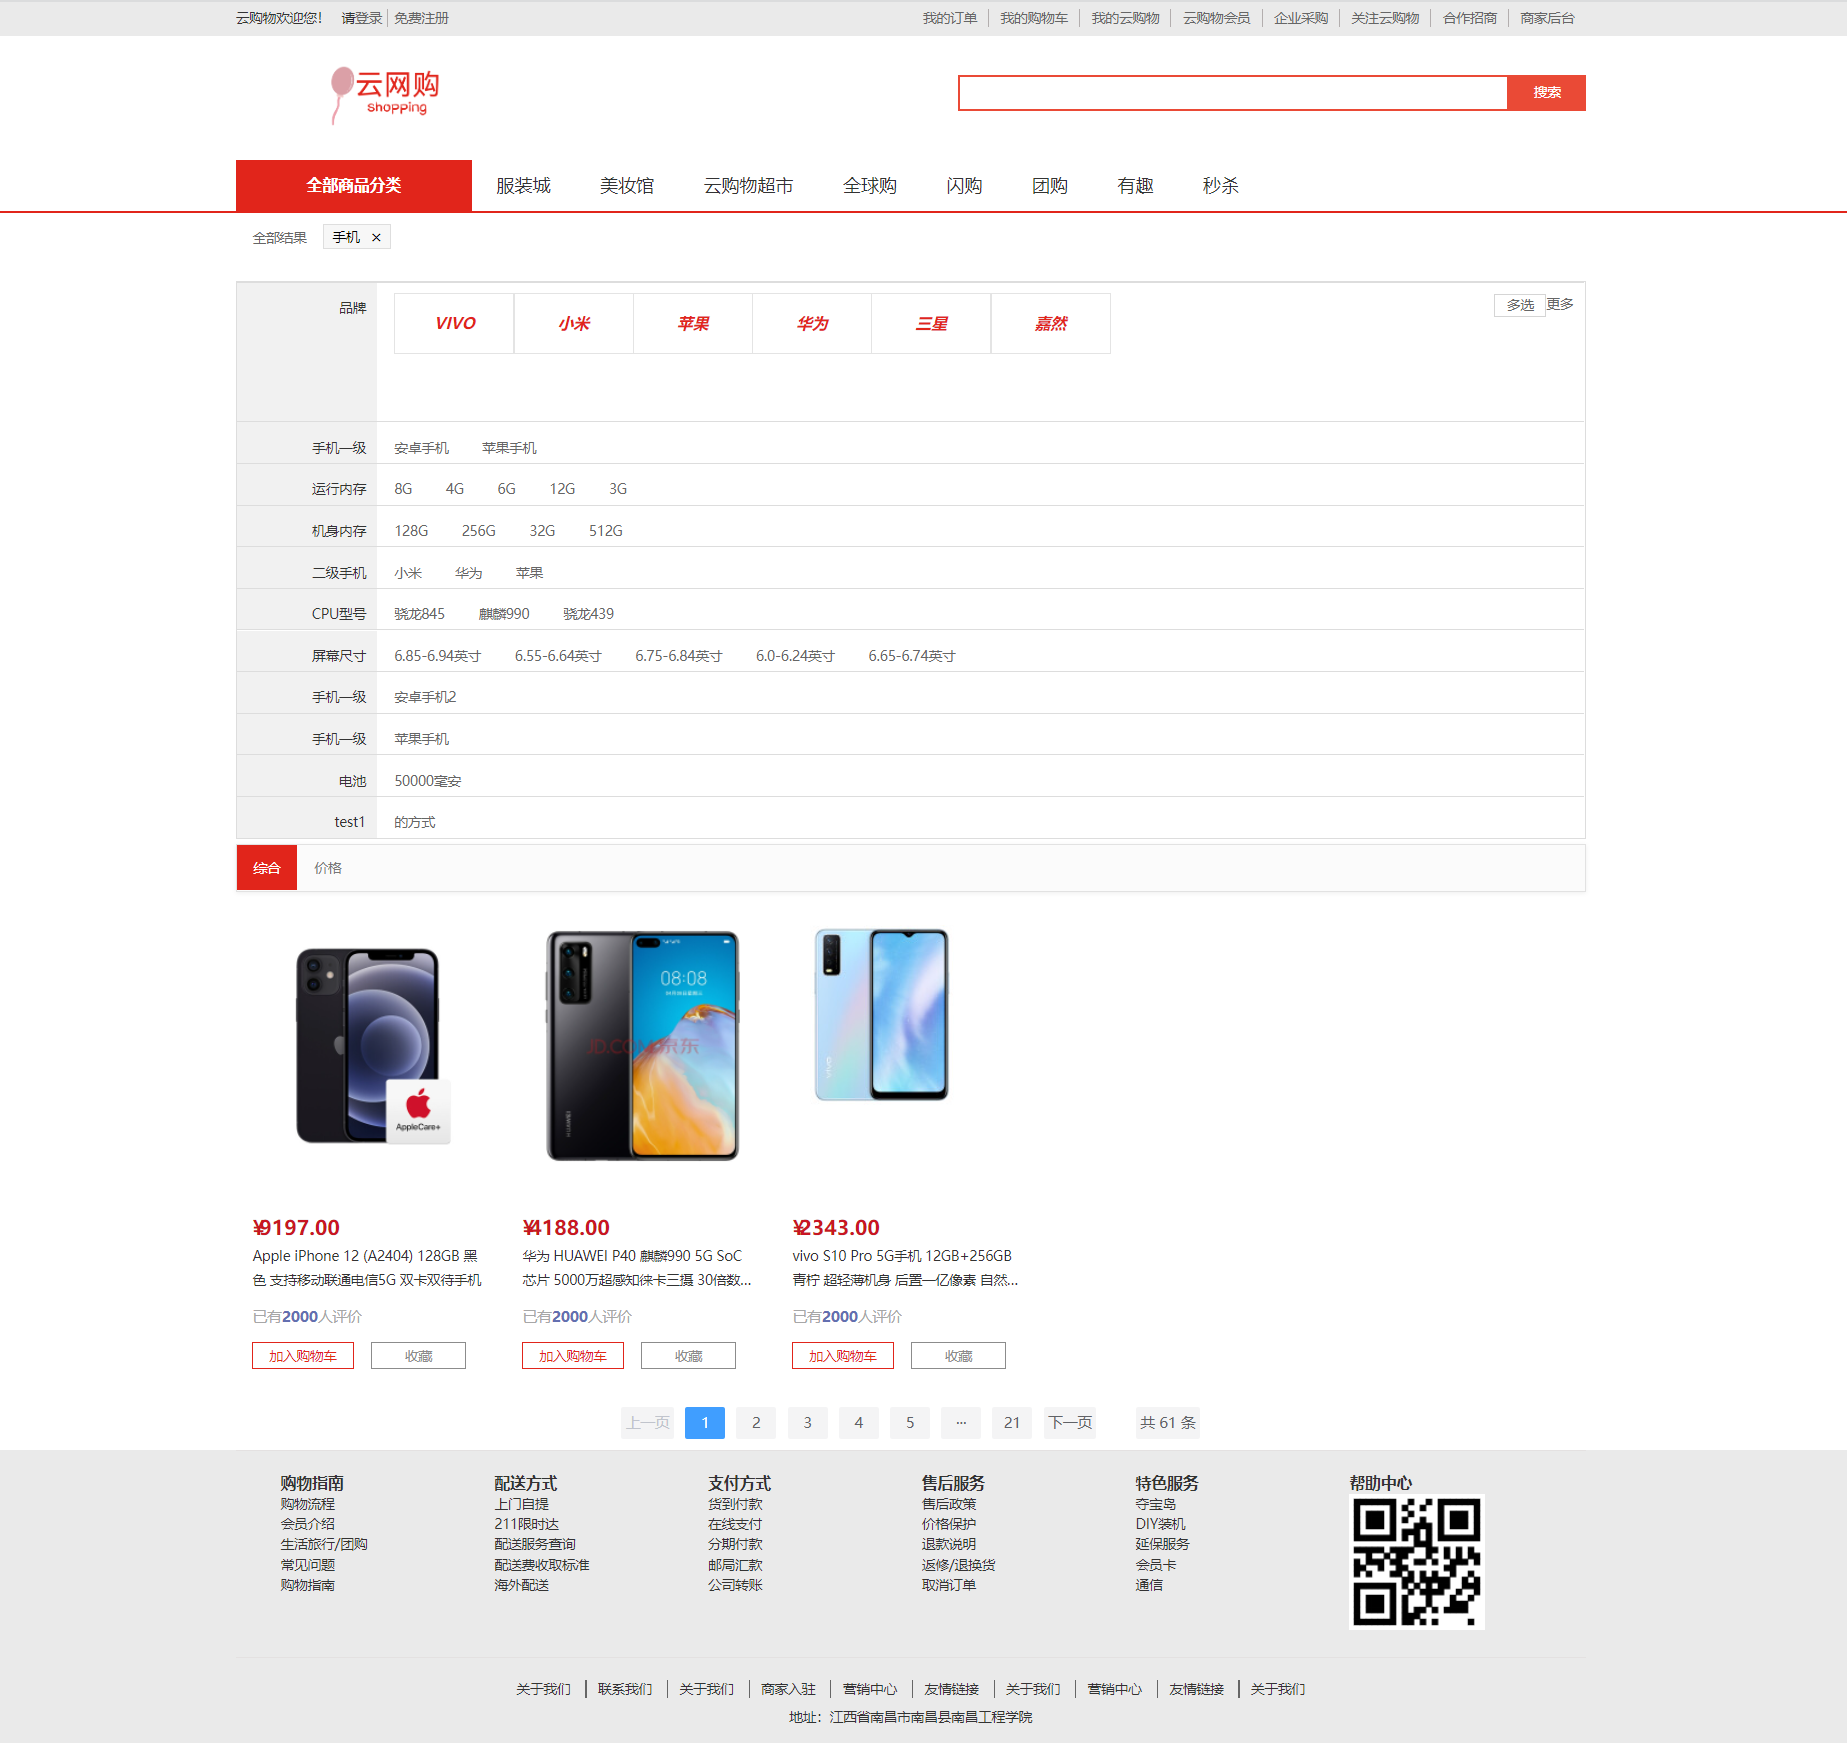 云购物欢迎您! 请登录 免费注册 我的订单 我的购物车 我的云购物 云购物会员 企业采购 关注云购物 合作招商 商家后台
云网购
shopping
搜索
全部商品分类 服装城 美妆馆 云购物超市 全球购 闪购 团购 有趣 秒杀
全部结果 手机 ×
品牌 VIVO 小米 苹果 华为 三星 嘉然 多选 更多
手机一级 安卓手机 苹果手机
运行内存 8G 4G 6G 12G 3G
机身内存 128G 256G 32G 512G
二级手机 小米 华为 苹果
CPU型号 骁龙845 麒麟990 骁龙439
屏幕尺寸 6.85-6.94英寸 6.55-6.64英寸 6.75-6.84英寸 6.0-6.24英寸 6.65-6.74英寸
手机一级 安卓手机2
手机一级 苹果手机
电池 50000毫安
test1 的方式
综合 价格
08:08
JD.COM 京东
HUAWEI
vivo
AppleCare+
¥9197.00 ¥4188.00 ¥2343.00
Apple iPhone 12 (A2404) 128GB 黑 华为 HUAWEI P40 麒麟990 5G SoC vivo S10 Pro 5G手机 12GB+256GB
色 支持移动联通电信5G 双卡双待手机 芯片 5000万超感知徕卡三摄 30倍数... 青柠 超轻薄机身 后置一亿像素 自然...
已有2000人评价 已有2000人评价 已有2000人评价
加入购物车 收藏 加入购物车 收藏 加入购物车 收藏
上一页 1 2 3 4 5 ··· 21 下一页 共 61 条
购物指南 配送方式 支付方式 售后服务 特色服务 帮助中心
购物流程 上门自提 货到付款 售后政策 夺宝岛
会员介绍 211限时达 在线支付 价格保护 DIY装机
生活旅行/团购 配送服务查询 分期付款 退款说明 延保服务
常见问题 配送费收取标准 邮局汇款 返修/退换货 会员卡
购物指南 海外配送 公司转账 取消订单 通信
关于我们 联系我们 关于我们 商家入驻 营销中心 友情链接 关于我们 营销中心 友情链接 关于我们
地址：江西省南昌市南昌县南昌工程学院